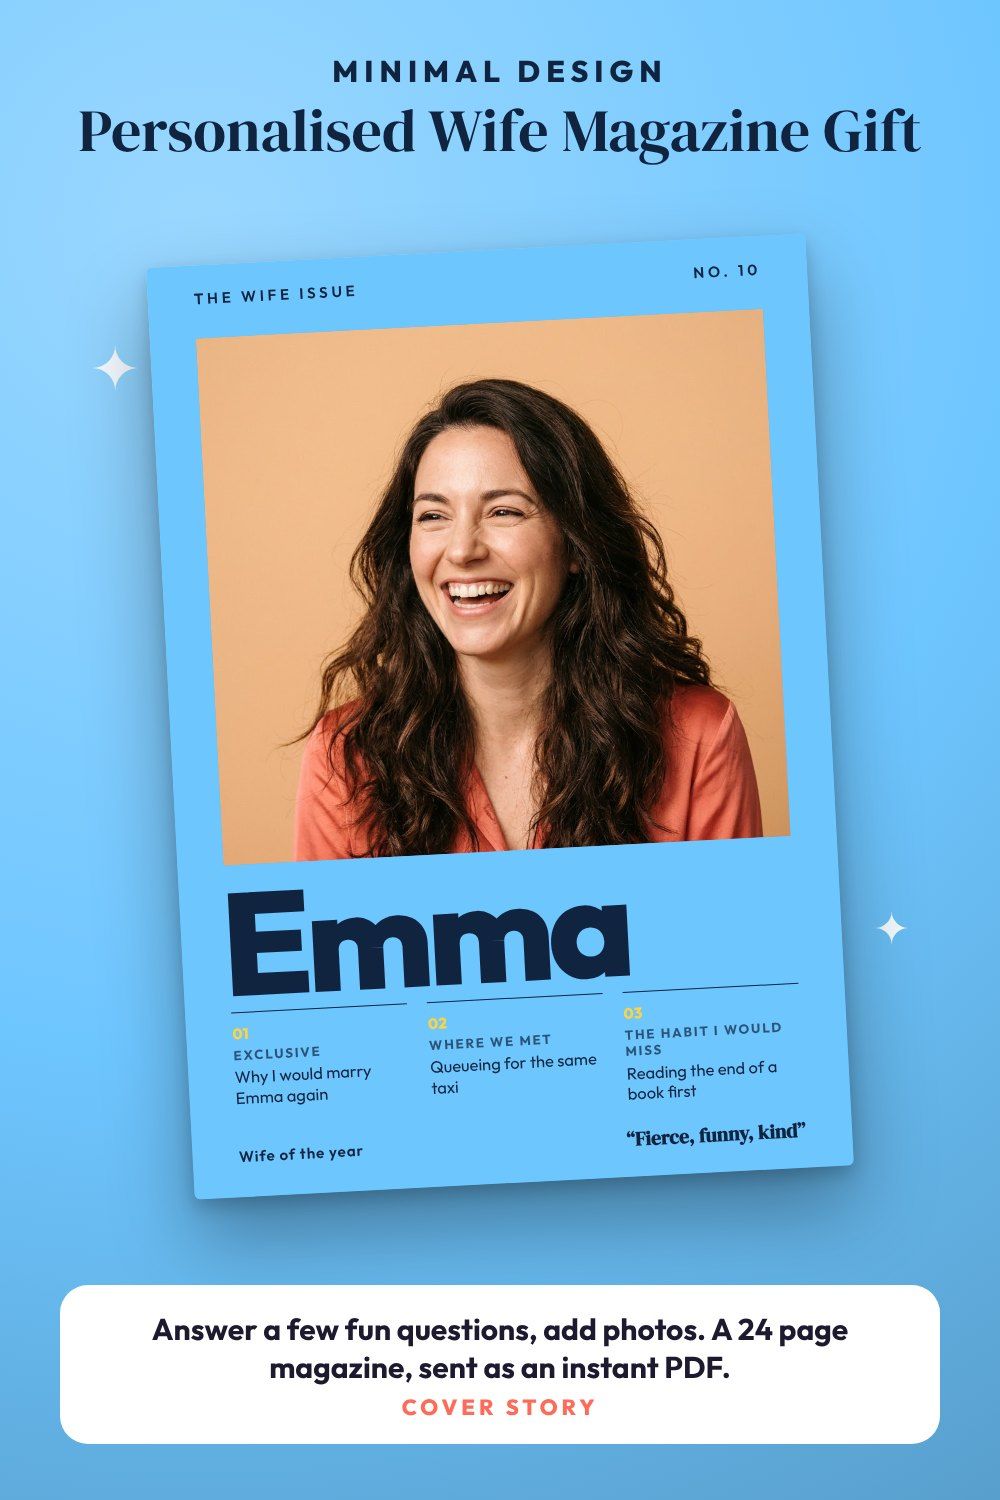 MINIMAL DESIGN
Personalised Wife Magazine Gift
THE WIFE ISSUE
NO. 10
Emma
01
EXCLUSIVE
Why I would marry
Emma again
02
WHERE WE MET
Queueing for the same
taxi
03
THE HABIT I WOULD
MISS
Reading the end of a
book first
Wife of the year
“Fierce, funny, kind”
Answer a few fun questions, add photos. A 24 page
magazine, sent as an instant PDF.
COVER STORY